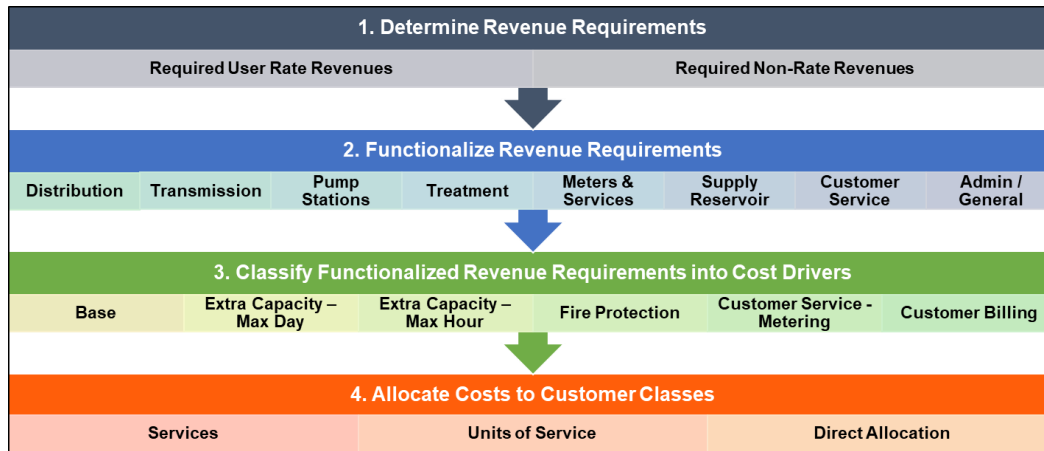 1. Determine Revenue Requirements
Required User Rate Revenues
Required Non-Rate Revenues
2. Functionalize Revenue Requirements
Distribution
Transmission
Pump
Stations
Treatment
Meters &
Services
Supply
Reservoir
Customer
Service
Admin /
General
3. Classify Functionalized Revenue Requirements into Cost Drivers
Base
Extra Capacity –
Max Day
Extra Capacity –
Max Hour
Fire Protection
Customer Service -
Metering
Customer Billing
4. Allocate Costs to Customer Classes
Services
Units of Service
Direct Allocation